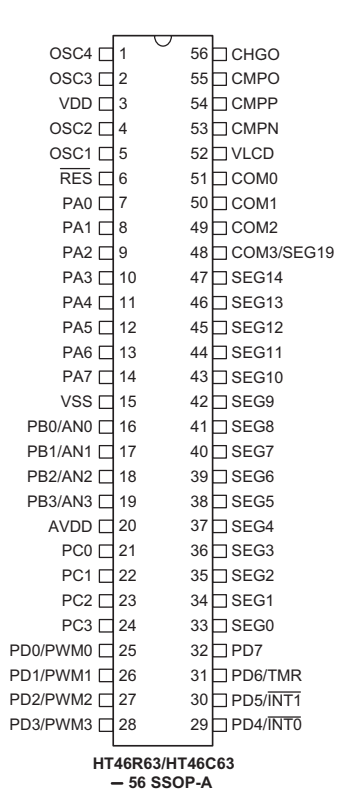 OSC4 1 56 CHGO
OSC3 2 55 CMPO
VDD 3 54 CMPP
OSC2 4 53 CMPN
OSC1 5 52 VLCD
R̅E̅S̅ 6 51 COM0
PA0 7 50 COM1
PA1 8 49 COM2
PA2 9 48 COM3/SEG19
PA3 10 47 SEG14
PA4 11 46 SEG13
PA5 12 45 SEG12
PA6 13 44 SEG11
PA7 14 43 SEG10
VSS 15 42 SEG9
PB0/AN0 16 41 SEG8
PB1/AN1 17 40 SEG7
PB2/AN2 18 39 SEG6
PB3/AN3 19 38 SEG5
AVDD 20 37 SEG4
PC0 21 36 SEG3
PC1 22 35 SEG2
PC2 23 34 SEG1
PC3 24 33 SEG0
PD0/PWM0 25 32 PD7
PD1/PWM1 26 31 PD6/TMR
PD2/PWM2 27 30 PD5/I̅N̅T̅1̅
PD3/PWM3 28 29 PD4/I̅N̅T̅0̅
HT46R63/HT46C63
– 56 SSOP-A